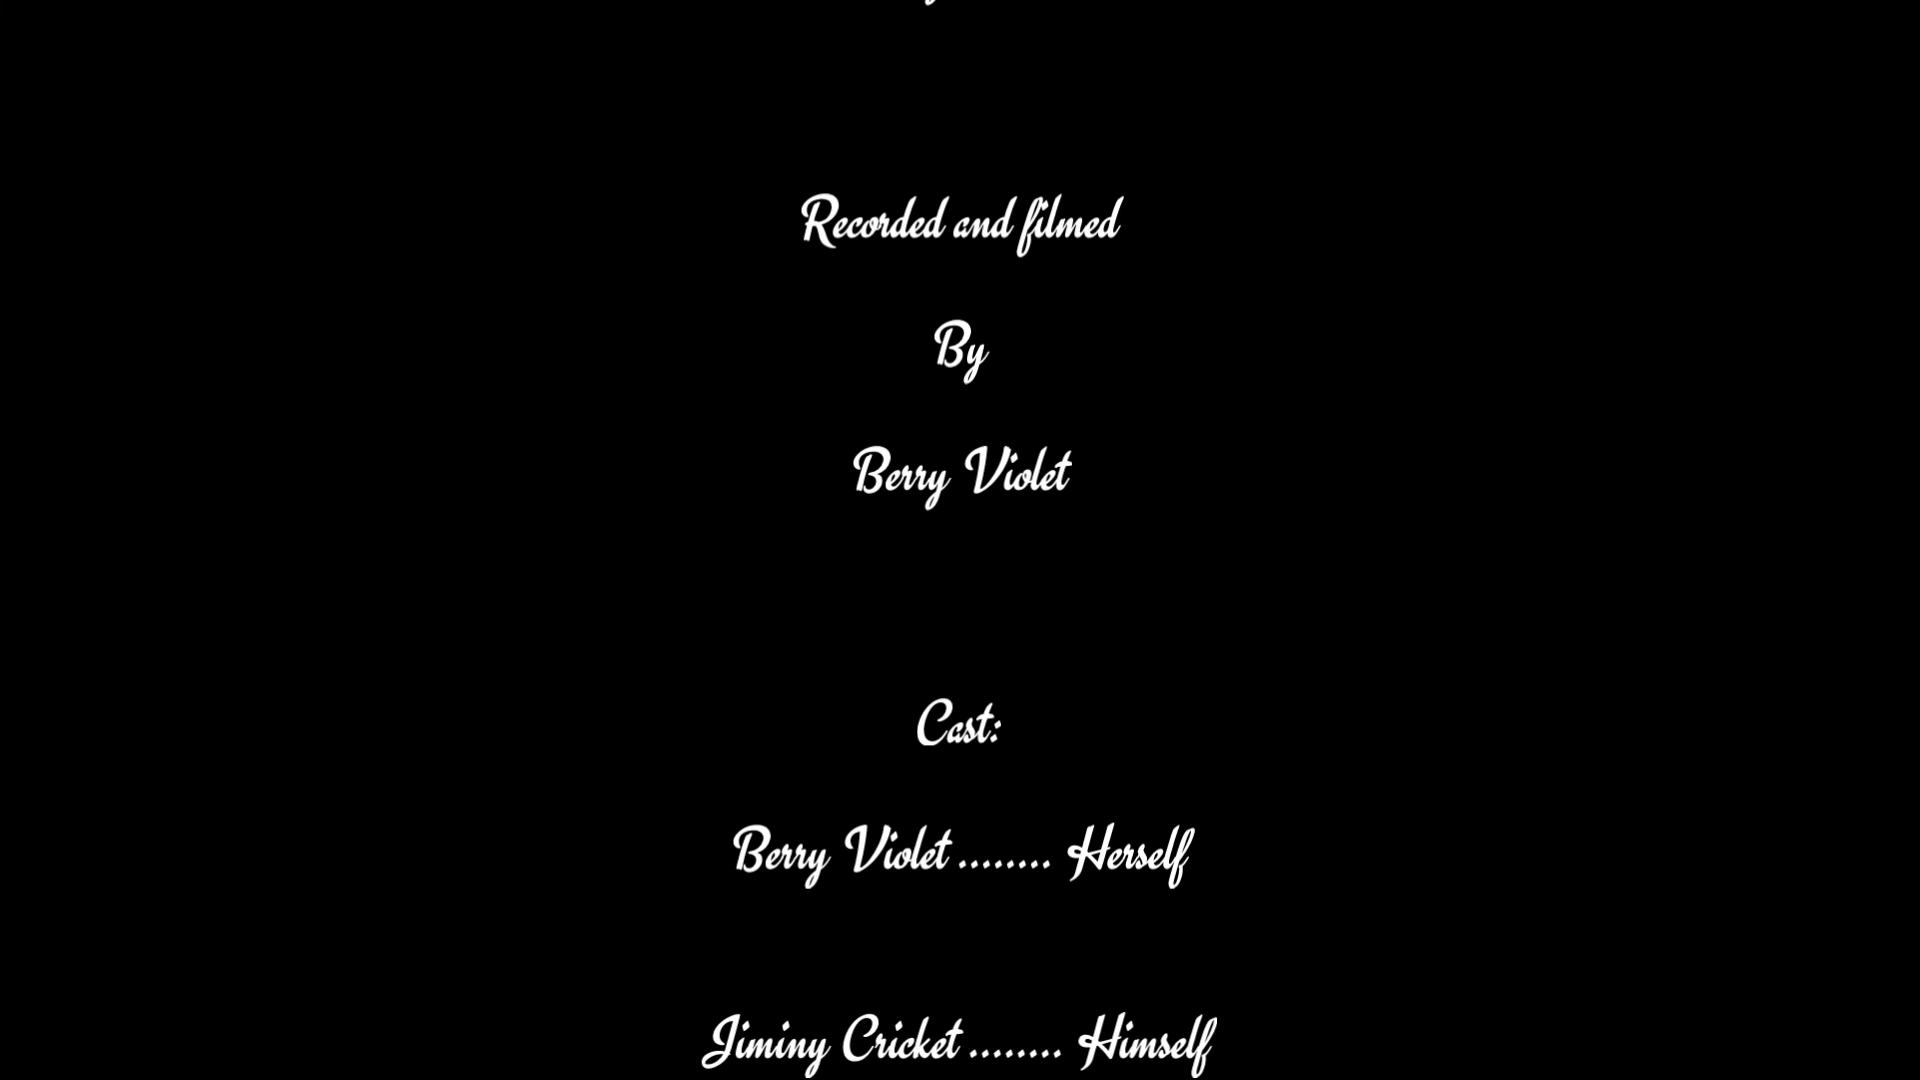 Recorded and filmed
By
Berry Violet
Cast:
Berry Violet ........ Herself
Jiminy Cricket ........ Himself